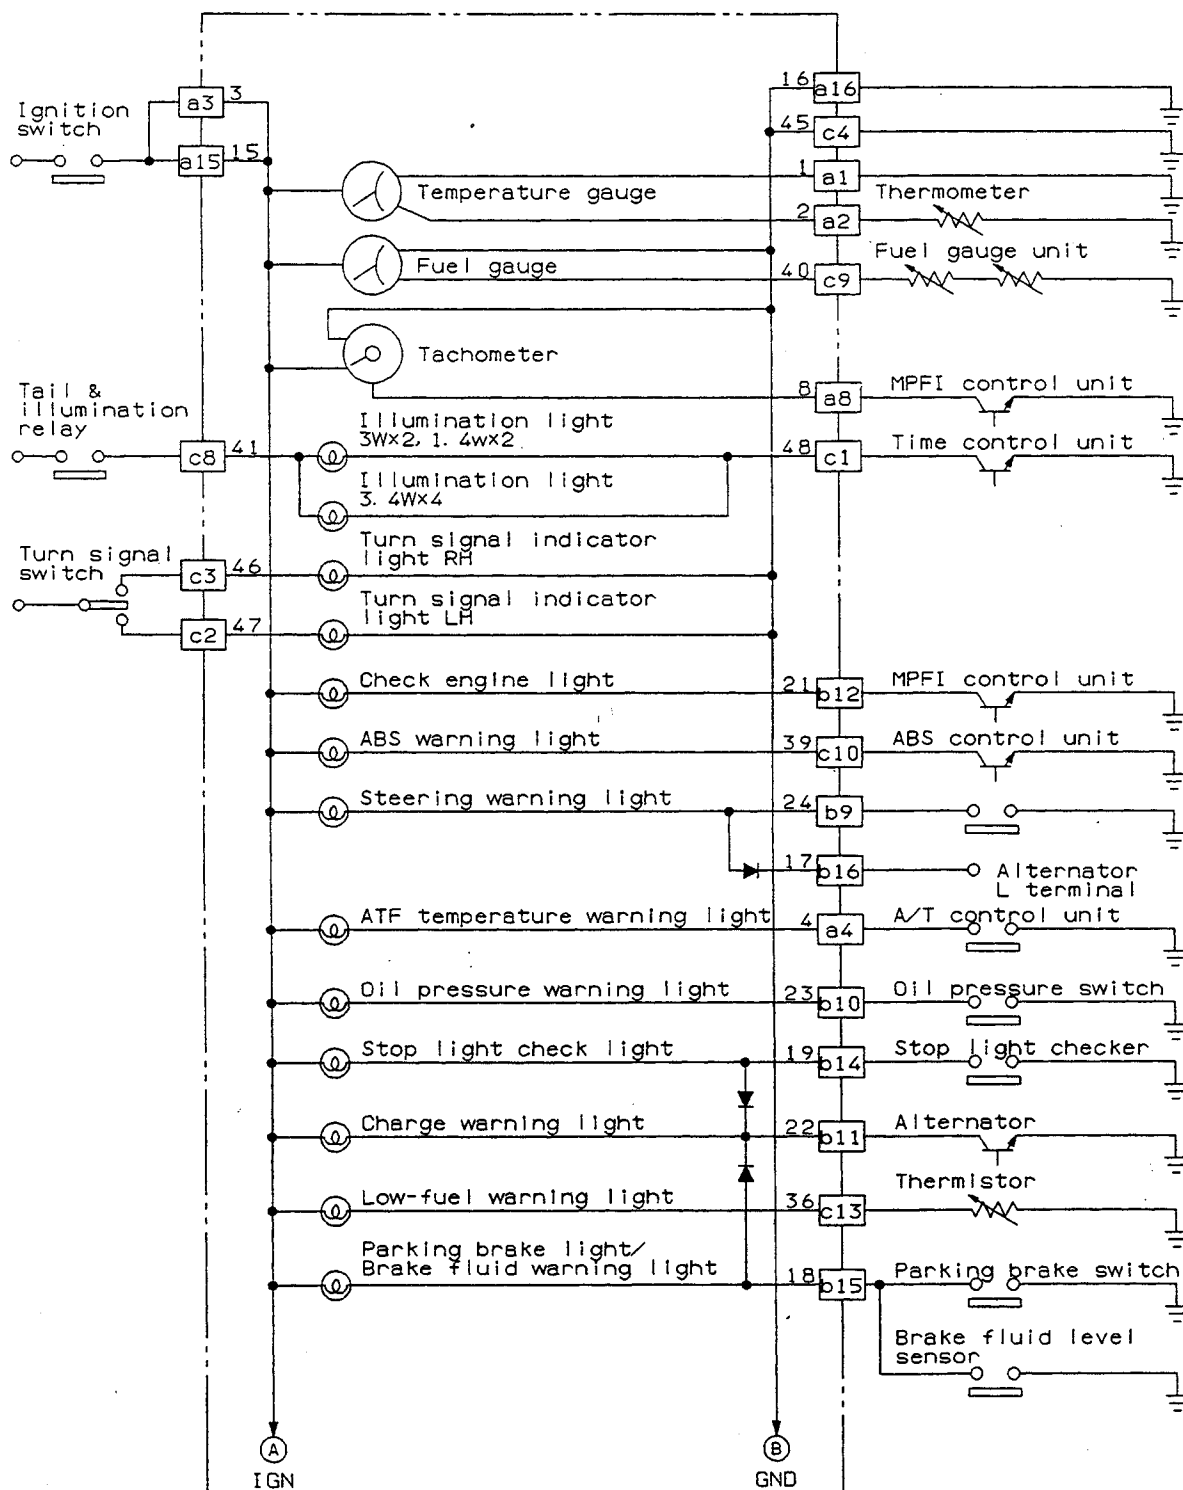 16
a16
3
a3
Ignition
switch
45
c4
15
a15
1
a1
Temperature gauge
Thermometer
2
a2
Fuel gauge unit
Fuel gauge
40
c9
Tachometer
Tail &
illumination
relay
8
a8
MPFI control unit
Illumination light
3W×2, 1. 4w×2
c8
41
48
c1
Time control unit
Illumination light
3. 4W×4
Turn signal
switch
c3
46
Turn signal indicator
light RH
c2
47
Turn signal indicator
light LH
Check engine light
21
b12
MPFI control unit
ABS warning light
39
c10
ABS control unit
Steering warning light
24
b9
17
b16
Alternator
L terminal
ATF temperature warning light
4
a4
A/T control unit
Oil pressure warning light
23
b10
Oil pressure switch
Stop light check light
19
b14
Stop light checker
Charge warning light
22
b11
Alternator
Low-fuel warning light
36
c13
Thermistor
Parking brake light/
Brake fluid warning light
18
b15
Parking brake switch
Brake fluid level
sensor
A
IGN
B
GND